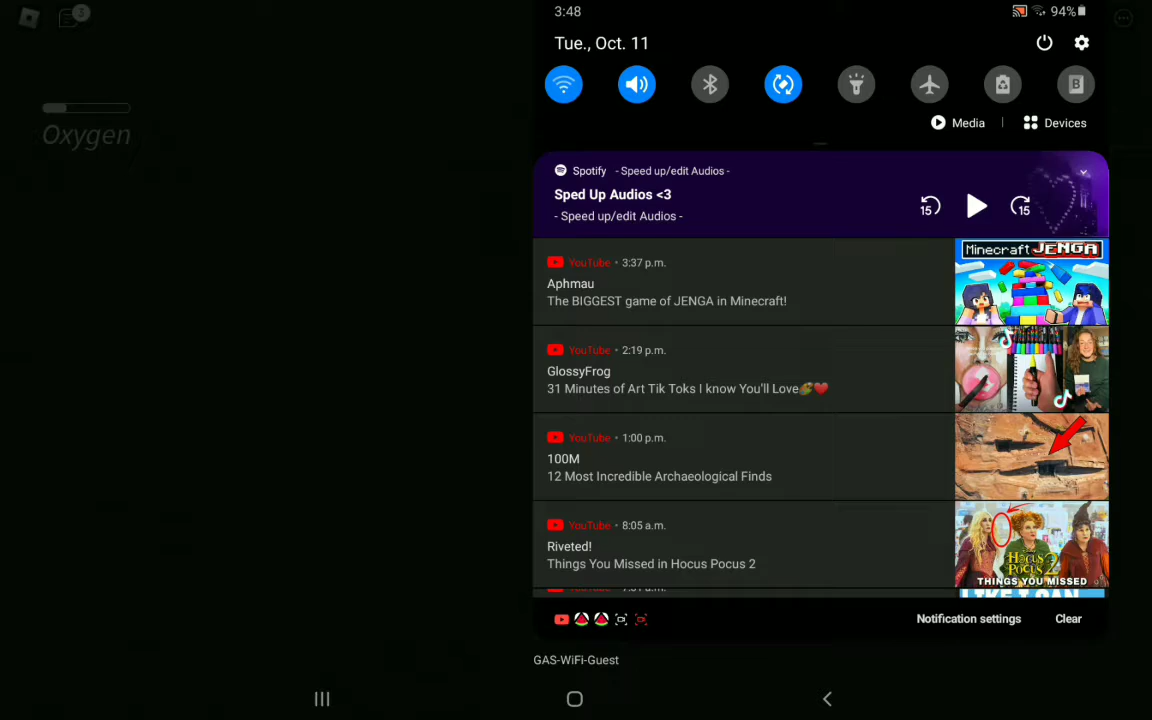 3
Oxygen
3:48
94%
Tue., Oct. 11
Media | Devices
Spotify - Speed up/edit Audios -
Sped Up Audios <3
- Speed up/edit Audios -
15
15
YouTube • 3:37 p.m.
Aphmau
The BIGGEST game of JENGA in Minecraft!
Minecraft JENGA
YouTube • 2:19 p.m.
GlossyFrog
31 Minutes of Art Tik Toks I know You'll Love🐸❤️
YouTube • 1:00 p.m.
100M
12 Most Incredible Archaeological Finds
YouTube • 8:05 a.m.
Riveted!
Things You Missed in Hocus Pocus 2
HOCUS POCUS 2
THINGS YOU MISSED
LIKE I CAN
Notification settings
Clear
GAS-WiFi-Guest